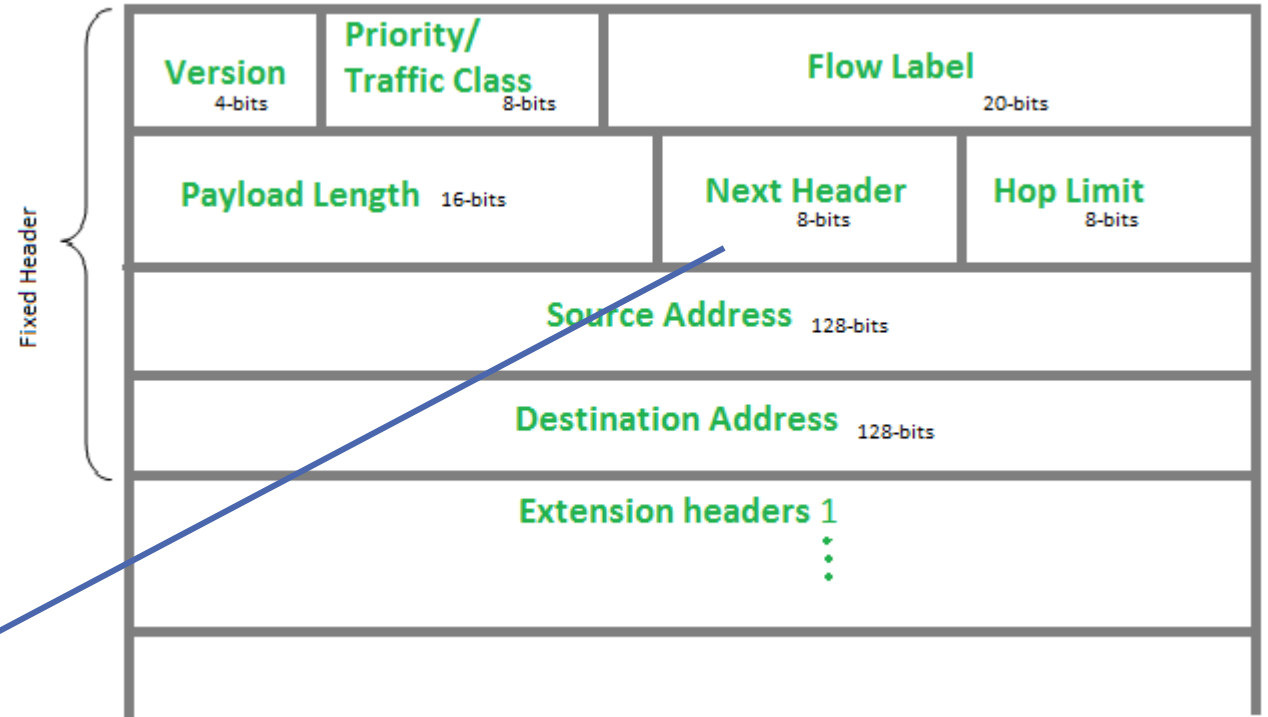 Fixed Header
Version
4-bits
Priority/
Traffic Class
8-bits
Flow Label
20-bits
Payload Length 16-bits
Next Header
8-bits
Hop Limit
8-bits
Source Address 128-bits
Destination Address 128-bits
Extension headers 1